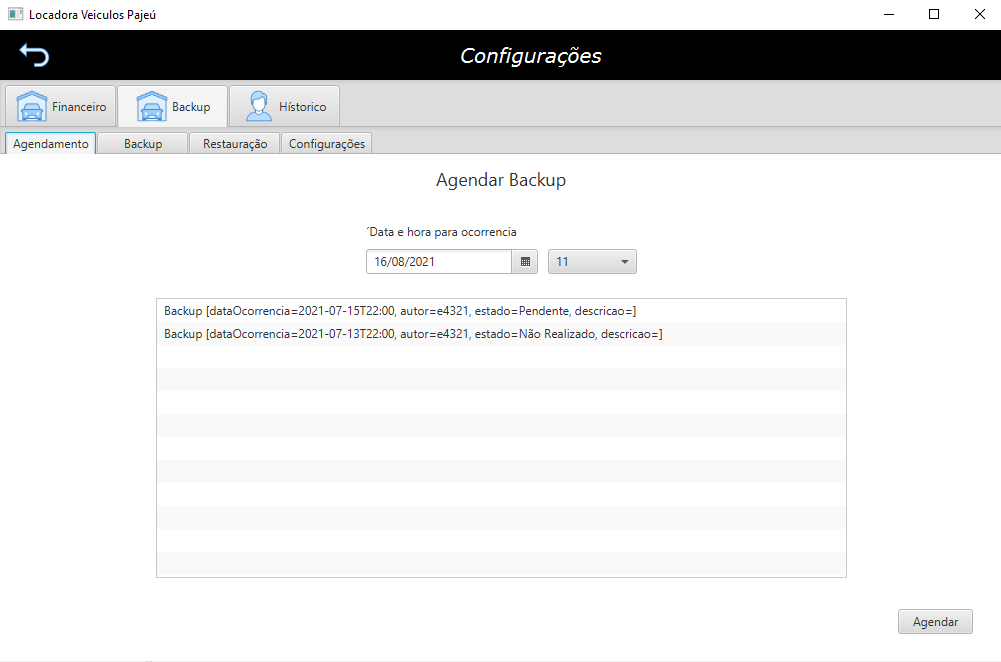 Locadora Veiculos Pajeú
Configurações
Financeiro Backup Hístorico
Agendamento Backup Restauração Configurações
Agendar Backup
´Data e hora para ocorrencia
16/08/2021 11
Backup [dataOcorrencia=2021-07-15T22:00, autor=e4321, estado=Pendente, descricao=]
Backup [dataOcorrencia=2021-07-13T22:00, autor=e4321, estado=Não Realizado, descricao=]
Agendar